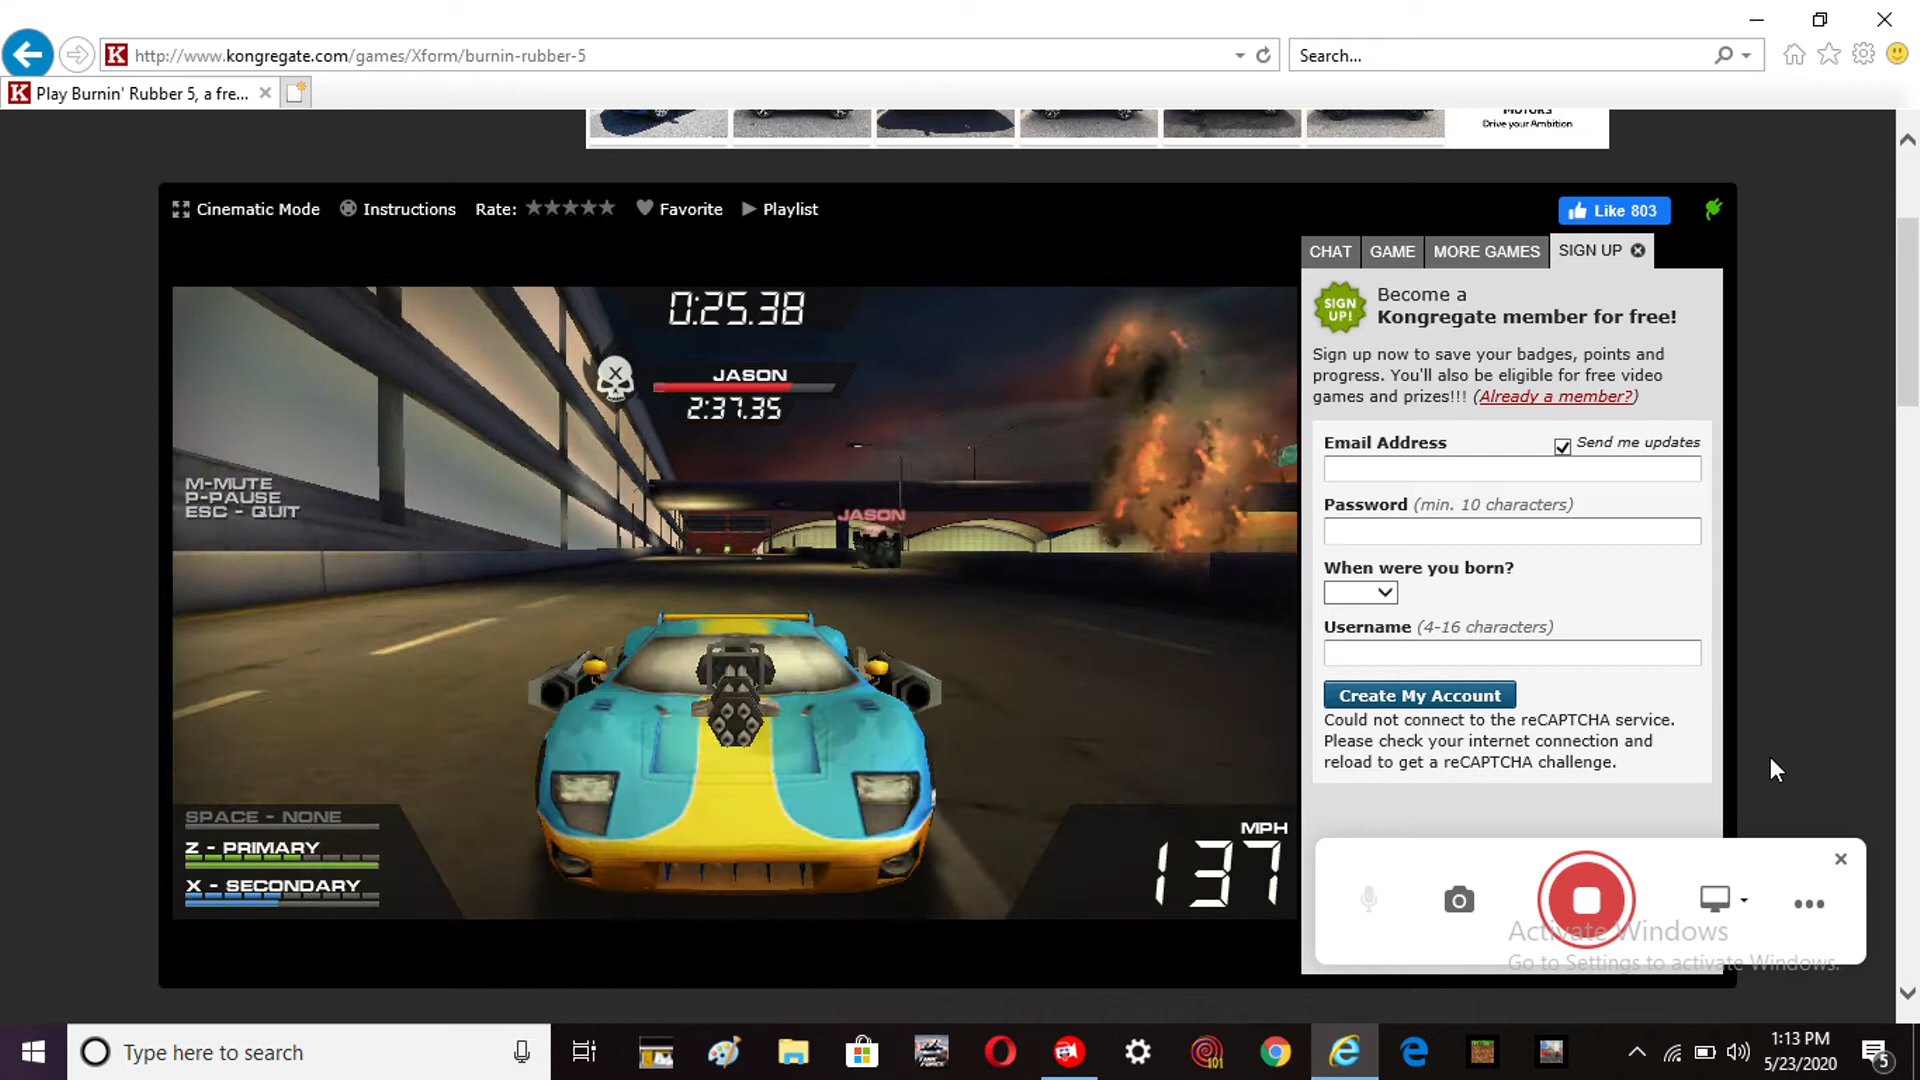 http://www.kongregate.com/games/Xform/burnin-rubber-5
Search...
Play Burnin' Rubber 5, a fre...
MOTORS
Drive your Ambition
Cinematic Mode
Instructions
Rate:
Favorite
Playlist
Like 803
CHAT
GAME
MORE GAMES
SIGN UP
0:25.38
JASON
2:37.35
M-MUTE
P-PAUSE
ESC - QUIT
JASON
SPACE - NONE
Z - PRIMARY
X - SECONDARY
MPH
137
SIGN UP!
Become a
Kongregate member for free!
Sign up now to save your badges, points and
progress. You'll also be eligible for free video
games and prizes!!! (Already a member?)
Email Address
Send me updates
Password (min. 10 characters)
When were you born?
Username (4-16 characters)
Create My Account
Could not connect to the reCAPTCHA service.
Please check your internet connection and
reload to get a reCAPTCHA challenge.
Activate Windows
Go to Settings to activate Windows.
Type here to search
101
1:13 PM
5/23/2020
5